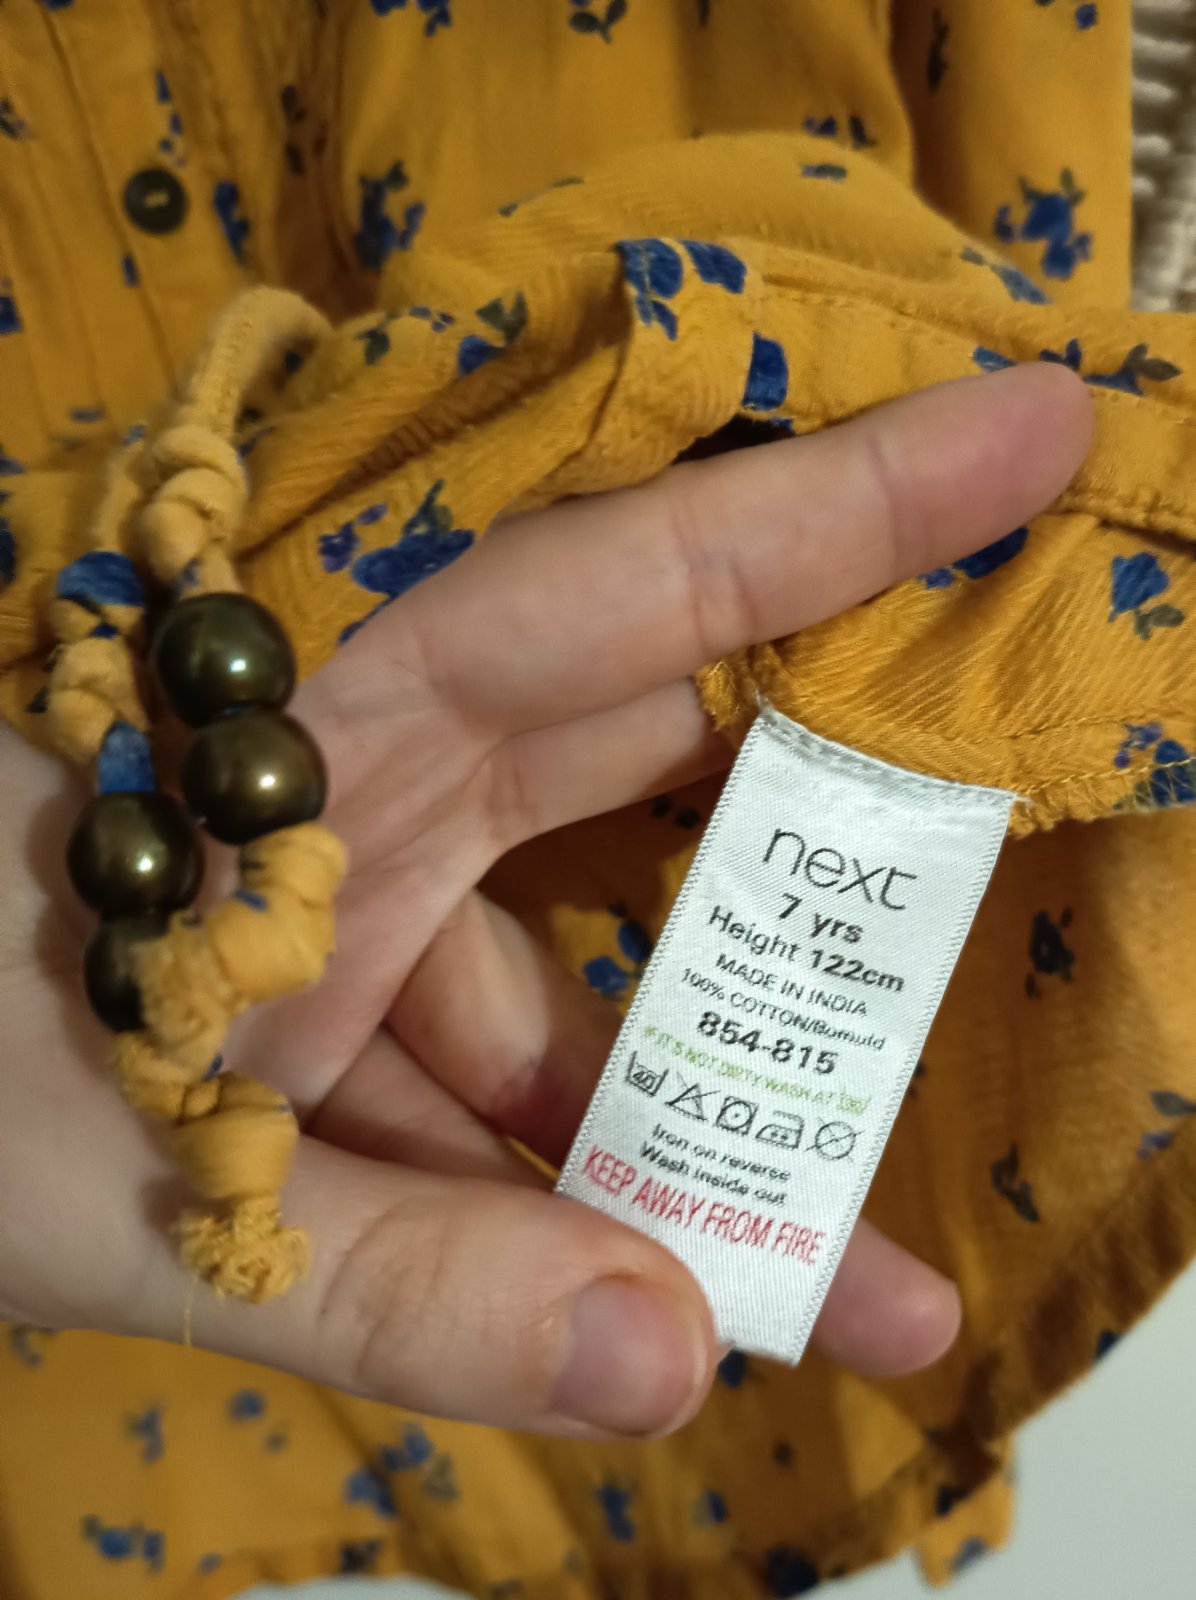 next
7 yrs
Height 122cm
MADE IN INDIA
100% COTTON/Bomuld
854-815
IF IT'S NOT DIRTY WASH AT 30°
40
Iron on reverse
Wash inside out
KEEP AWAY FROM FIRE